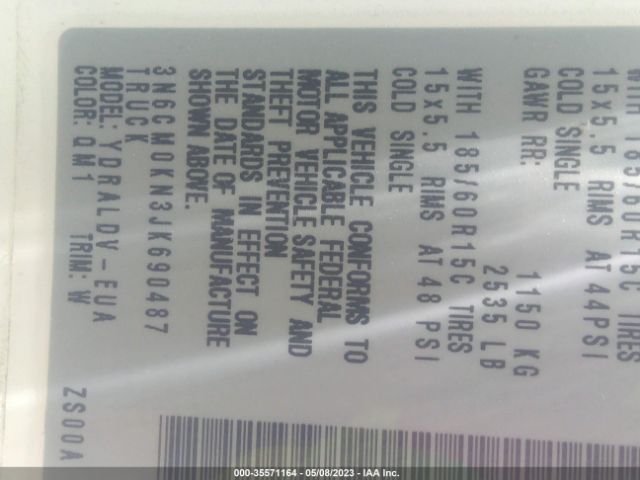 15X5.5 RIMS AT 44PSI
COLD SINGLE
GAWR RR: 1150 KG
2535 LB
WITH 185/60R15C TIRES
15X5.5 RIMS AT 48 PSI
COLD SINGLE
THIS VEHICLE CONFORMS TO
ALL APPLICABLE FEDERAL
MOTOR VEHICLE SAFETY AND
THEFT PREVENTION
STANDARDS IN EFFECT ON
THE DATE OF MANUFACTURE
SHOWN ABOVE.
3N6CM0KN3JK690487
TRUCK
MODEL: YDRALDV-EUA
COLOR: QM1 TRIM: W
ZS00A
000-35571164 - 05/08/2023 - IAA Inc.